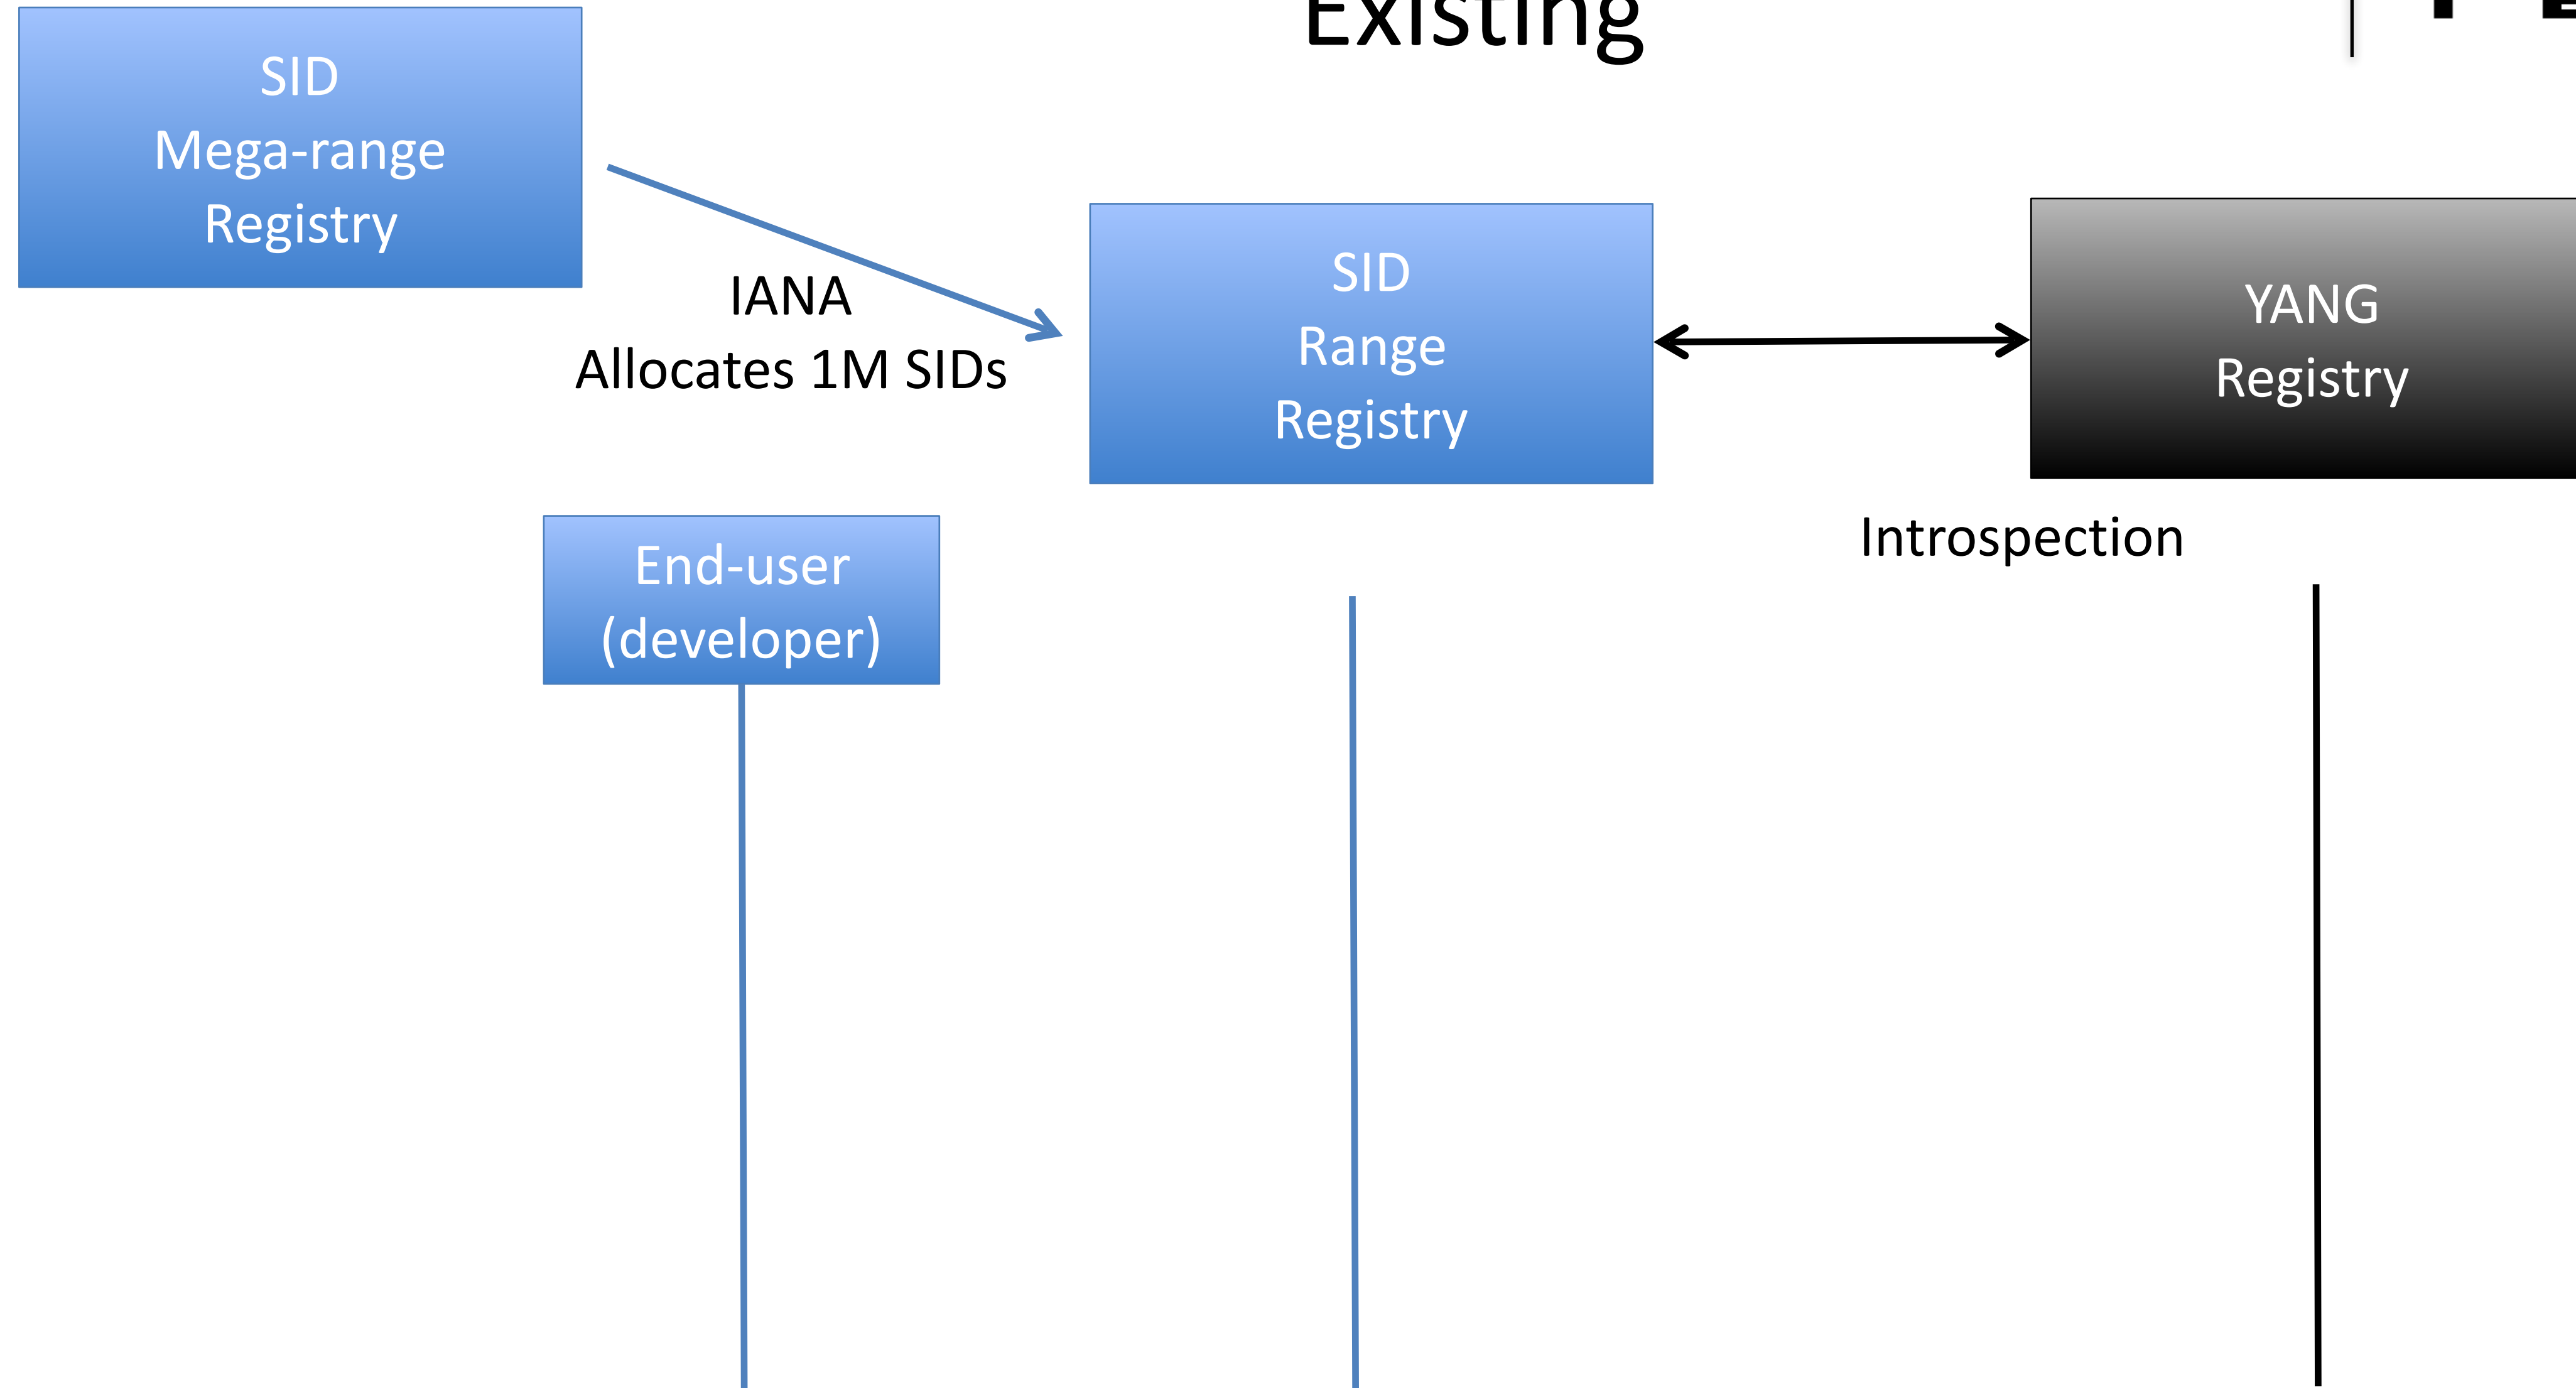 Existing
SID
Mega-range
Registry
IANA
Allocates 1M SIDs
SID
Range
Registry
YANG
Registry
Introspection
End-user
(developer)